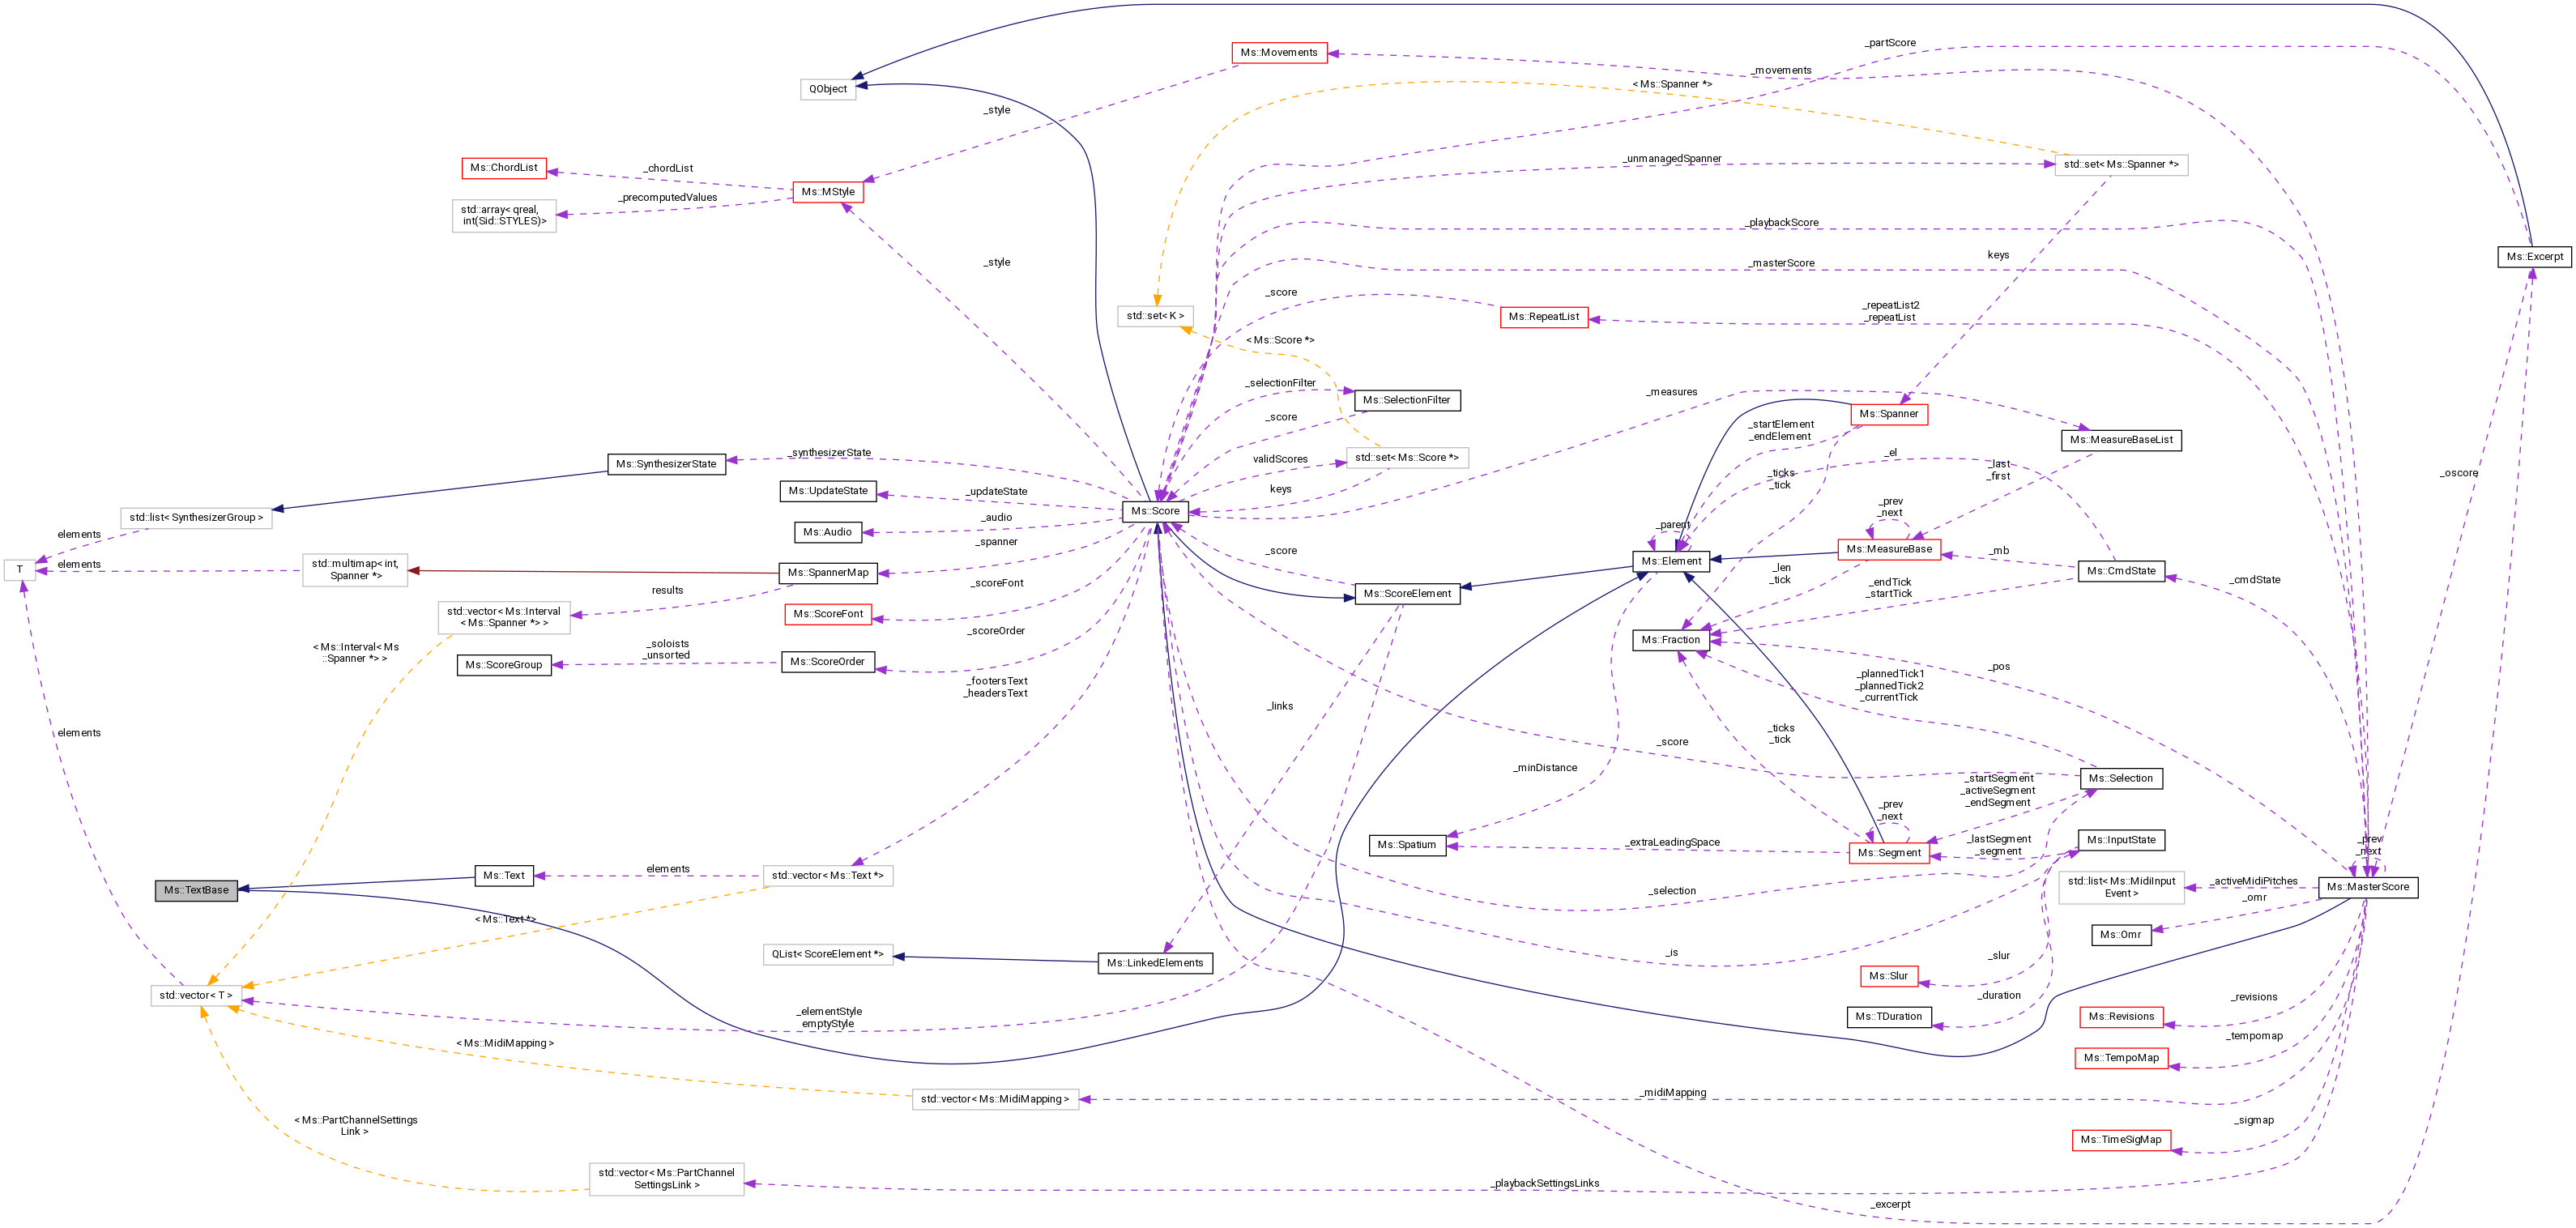 _partScore
Ms::Movements
_movements
QObject
< Ms::Spanner *>
_style
_unmanagedSpanner
std::set< Ms::Spanner *>
Ms::ChordList
_chordList
Ms::MStyle
_precomputedValues
std::array< qreal,
int(Sid::STYLES)>
_playbackScore
keys
Ms::Excerpt
_style
_masterScore
_score
_repeatList2
_repeatList
std::set< K >
Ms::RepeatList
< Ms::Score *>
_selectionFilter
Ms::SelectionFilter
_measures
_score
Ms::Spanner
_startElement
_endElement
Ms::MeasureBaseList
_synthesizerState
Ms::SynthesizerState
validScores
std::set< Ms::Score *>
_el
_last
_first
_ticks
_tick
_oscore
Ms::UpdateState
_updateState
keys
_prev
_next
std::list< SynthesizerGroup >
Ms::Score
_audio
Ms::Audio
_parent
elements
_spanner
_score
Ms::Element
Ms::MeasureBase
_mb
T
elements
std::multimap< int,
Spanner *>
Ms::SpannerMap
_len
_tick
Ms::CmdState
_cmdState
results
_scoreFont
Ms::ScoreElement
_endTick
_startTick
std::vector< Ms::Interval
< Ms::Spanner *> >
Ms::ScoreFont
_scoreOrder
Ms::Fraction
< Ms::Interval< Ms
::Spanner *> >
_soloists
_unsorted
Ms::ScoreGroup
Ms::ScoreOrder
_pos
_footersText
_headersText
_plannedTick1
_plannedTick2
_currentTick
_links
elements
_ticks
_tick
_score
_minDistance
Ms::Selection
_startSegment
_activeSegment
_endSegment
_prev
_next
_lastSegment
_segment
Ms::InputState
Ms::Spatium
_extraLeadingSpace
Ms::Segment
_prev
_next
Ms::TextBase
Ms::Text
elements
std::vector< Ms::Text *>
_selection
std::list< Ms::MidiInput
Event >
_activeMidiPitches
Ms::MasterScore
_omr
< Ms::Text *>
Ms::Omr
QList< ScoreElement *>
Ms::LinkedElements
_is
_slur
Ms::Slur
std::vector< T >
_duration
_revisions
_elementStyle
emptyStyle
Ms::TDuration
Ms::Revisions
< Ms::MidiMapping >
_tempomap
Ms::TempoMap
std::vector< Ms::MidiMapping >
_midiMapping
< Ms::PartChannelSettings
Link >
_sigmap
Ms::TimeSigMap
std::vector< Ms::PartChannel
SettingsLink >
_playbackSettingsLinks
_excerpt